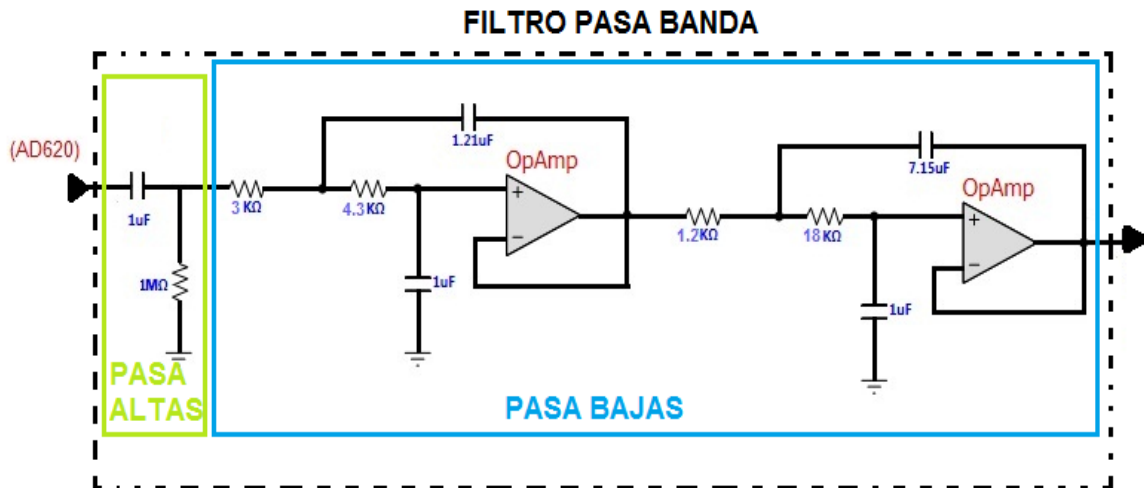 FILTRO PASA BANDA
(AD620)
1uF
1MΩ
PASA
ALTAS
3 KΩ
1.21uF
4.3 KΩ
OpAmp
+
−
1uF
1.2KΩ
7.15uF
18 KΩ
OpAmp
+
−
1uF
PASA BAJAS